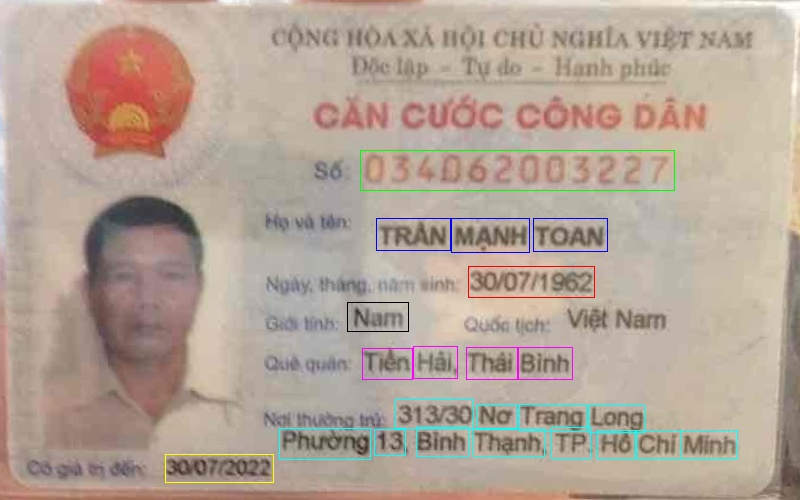 CỘNG HÒA XÃ HỘI CHỦ NGHĨA VIỆT NAM
Độc lập - Tự do - Hạnh phúc
CĂN CƯỚC CÔNG DÂN
Số: 034062003227
Họ và tên: TRẦN MẠNH TOAN
Ngày, tháng, năm sinh: 30/07/1962
Giới tính: Nam Quốc tịch: Việt Nam
Quê quán: Tiền Hải, Thái Bình
Nơi thường trú: 313/30 Nơ Trang Long
Phường 13, Bình Thạnh, TP. Hồ Chí Minh
Có giá trị đến: 30/07/2022